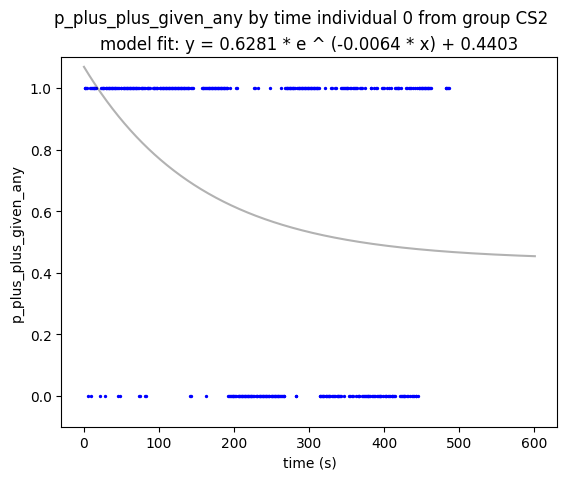 p_plus_plus_given_any by time individual 0 from group CS2
model fit: y = 0.6281 * e ^ (-0.0064 * x) + 0.4403
1.0
0.8
0.6
0.4
0.2
0.0
p_plus_plus_given_any
0 100 200 300 400 500 600
time (s)